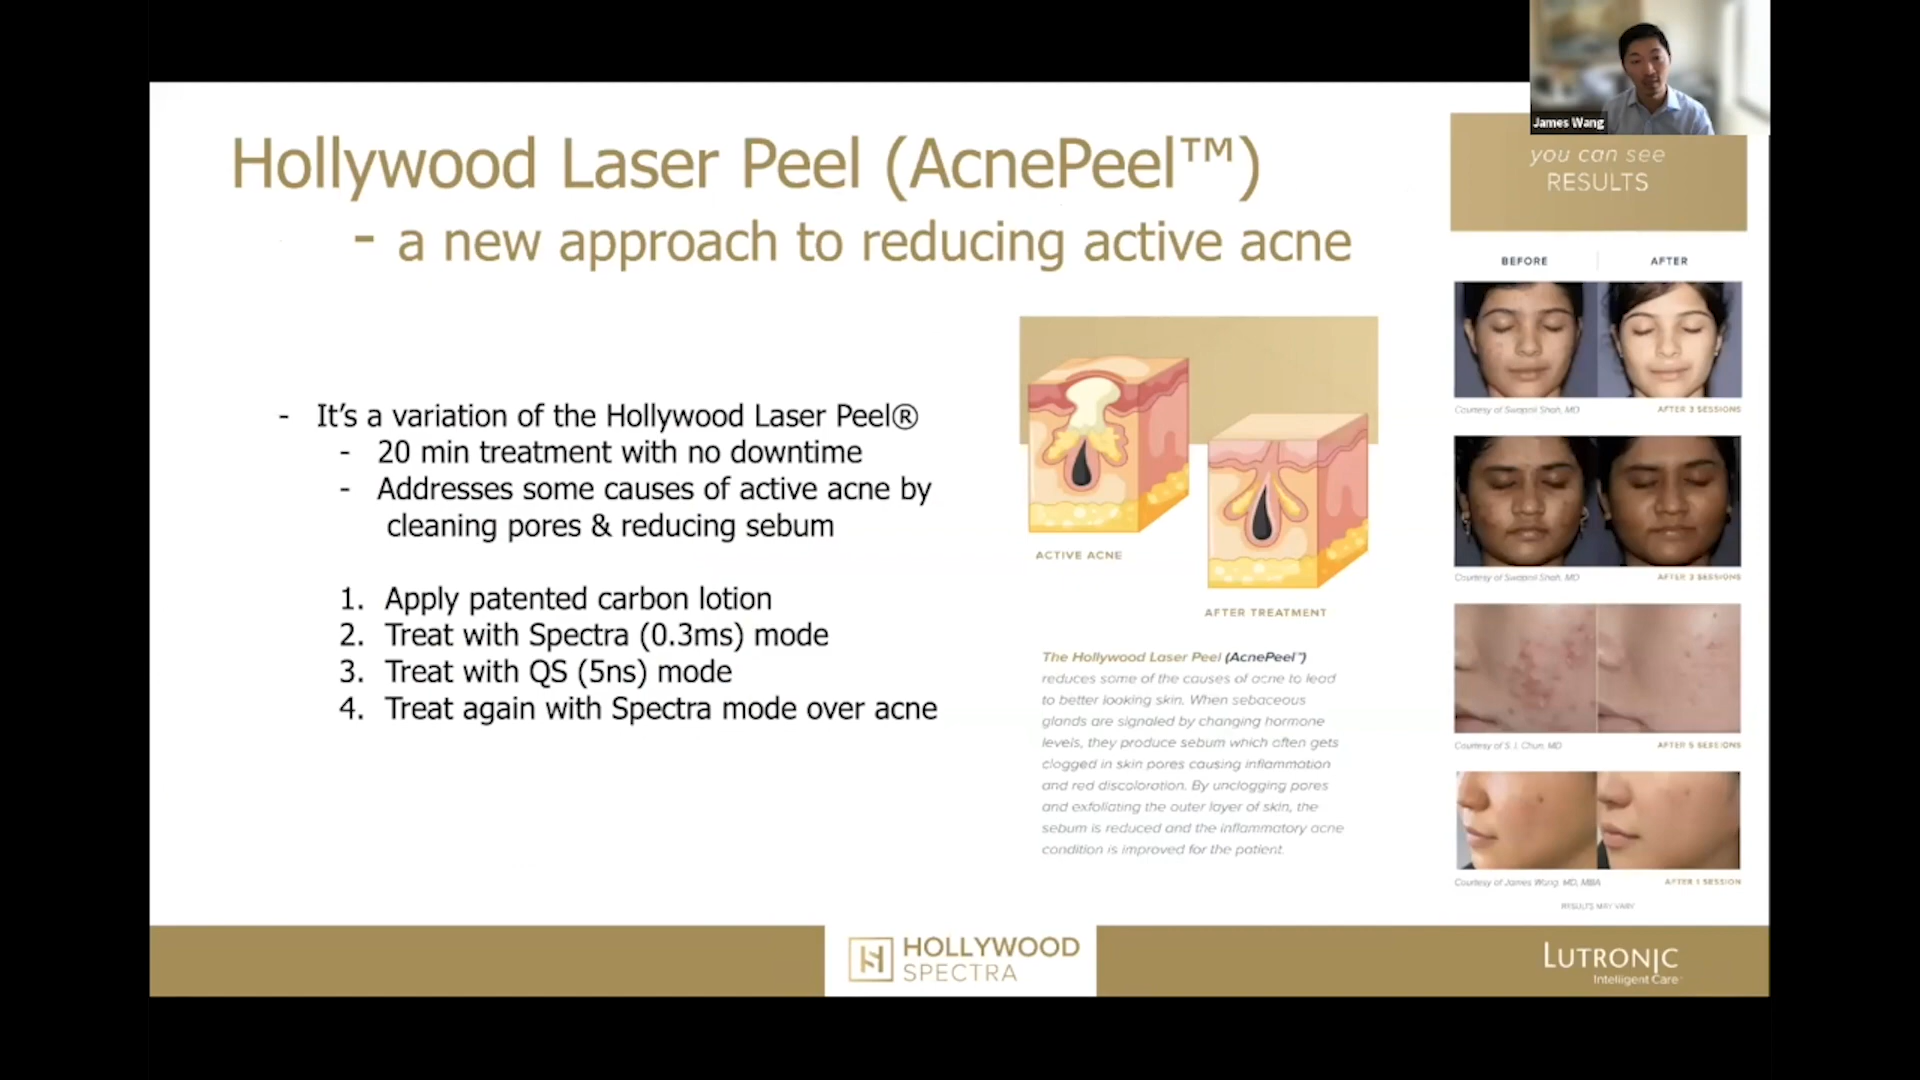 James Wang
Hollywood Laser Peel (AcnePeel™)
- a new approach to reducing active acne
- It's a variation of the Hollywood Laser Peel®
- 20 min treatment with no downtime
- Addresses some causes of active acne by
cleaning pores & reducing sebum
1. Apply patented carbon lotion
2. Treat with Spectra (0.3ms) mode
3. Treat with QS (5ns) mode
4. Treat again with Spectra mode over acne
ACTIVE ACNE
AFTER TREATMENT
The Hollywood Laser Peel (AcnePeel™)
reduces some of the causes of acne to lead
to better looking skin. When sebaceous
glands are signaled by changing hormone
levels, they produce sebum which often gets
clogged in skin pores causing inflammation
and red discoloration. By unclogging pores
and exfoliating the outer layer of skin, the
sebum is reduced and the inflammatory acne
condition is improved for the patient.
you can see
RESULTS
BEFORE AFTER
Courtesy of Swapnil Shah, MD AFTER 3 SESSIONS
Courtesy of Swapnil Shah, MD AFTER 3 SESSIONS
Courtesy of S. I. Chun, MD AFTER 5 SESSIONS
Courtesy of James Wang, MD, MBA AFTER 1 SESSION
RESULTS MAY VARY
HOLLYWOOD
SPECTRA
LUTRONIC
Intelligent Care™